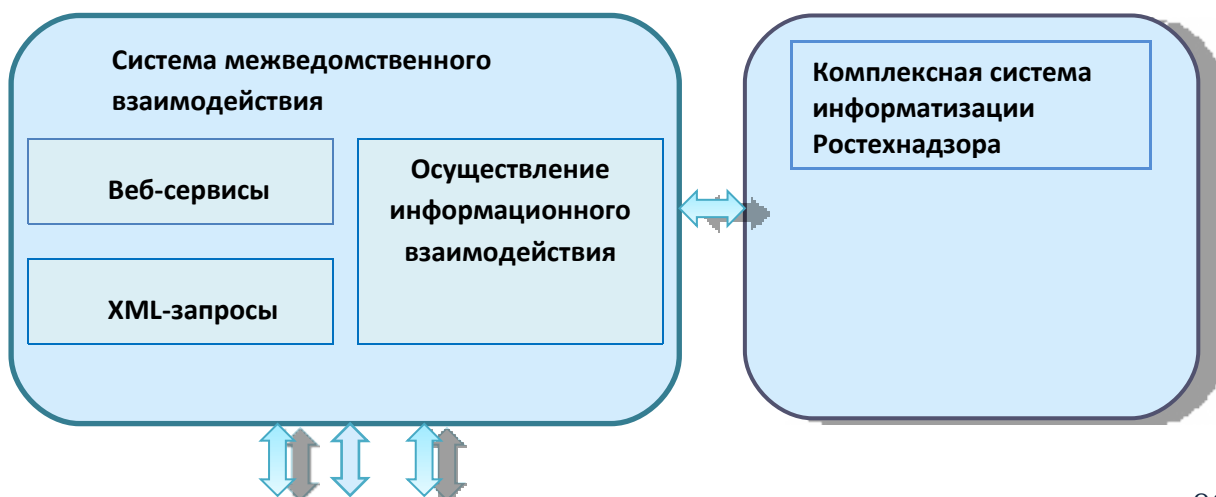 Система межведомственного
взаимодействия
Веб-сервисы
XML-запросы
Осуществление
информационного
взаимодействия
Комплексная система
информатизации
Ростехнадзора